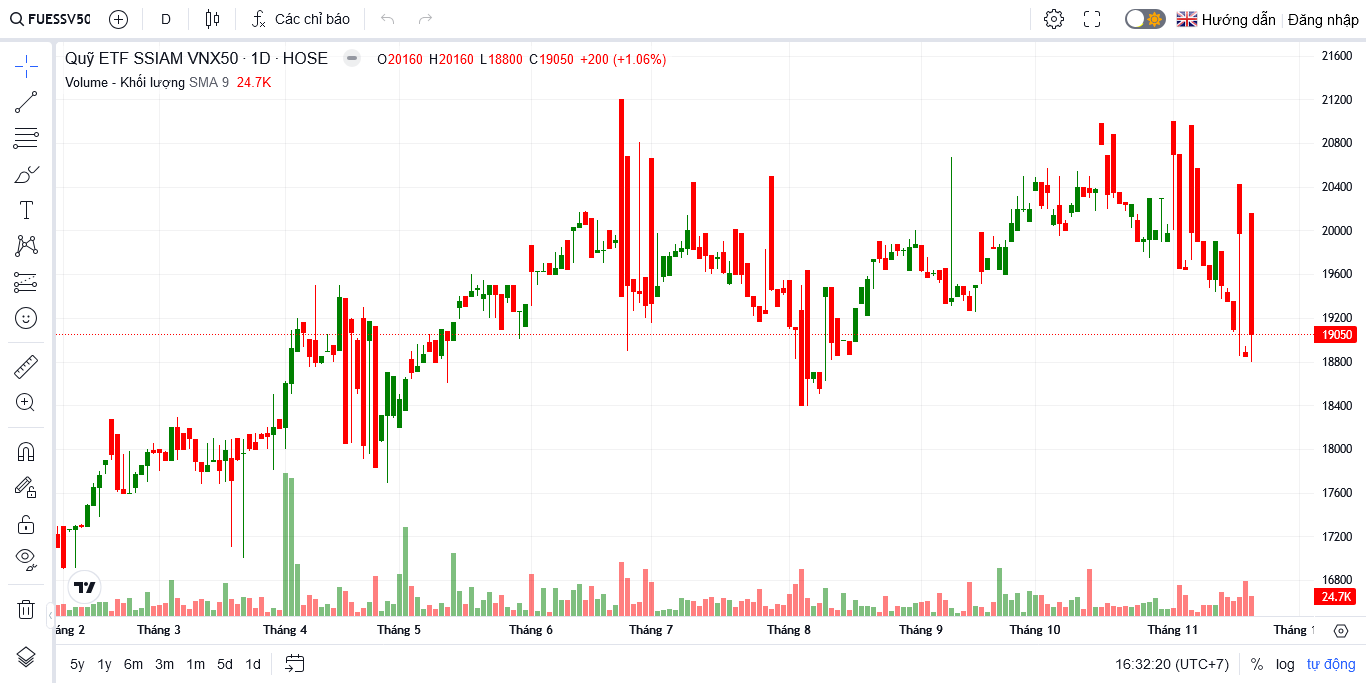 FUESSV50 D Các chỉ báo Hướng dẫn Đăng nhập
Quỹ ETF SSIAM VNX50 · 1D · HOSE O20160 H20160 L18800 C19050 +200 (+1.06%)
Volume - Khối lượng SMA 9 24.7K
21600
21200
20800
20400
20000
19600
19200
19050
18800
18400
18000
17600
17200
16800
24.7K
áng 2 Tháng 3 Tháng 4 Tháng 5 Tháng 6 Tháng 7 Tháng 8 Tháng 9 Tháng 10 Tháng 11 Tháng 1
5y 1y 6m 3m 1m 5d 1d 16:32:20 (UTC+7) % log tự động